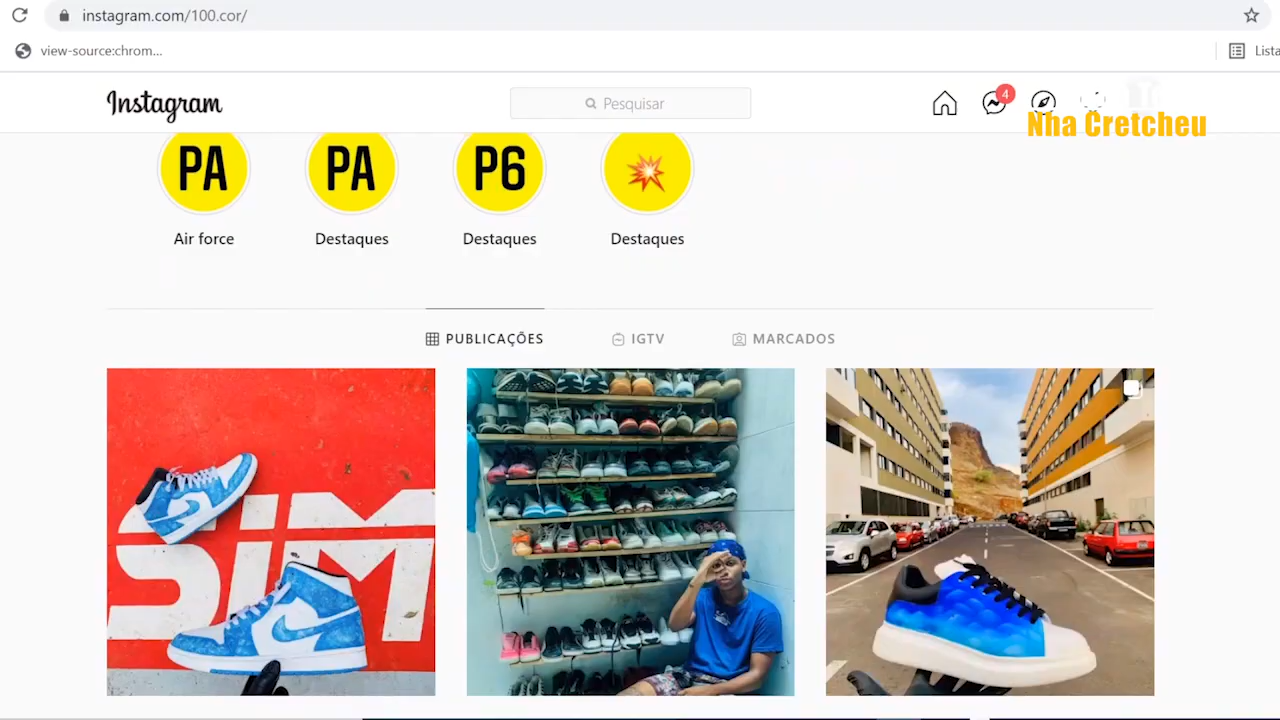 instagram.com/100.cor/
view-source:chrom...
Lista
Instagram
Pesquisar
4
Nha Cretcheu
PA
PA
P6
Air force
Destaques
Destaques
Destaques
PUBLICAÇÕES
IGTV
MARCADOS
SIM